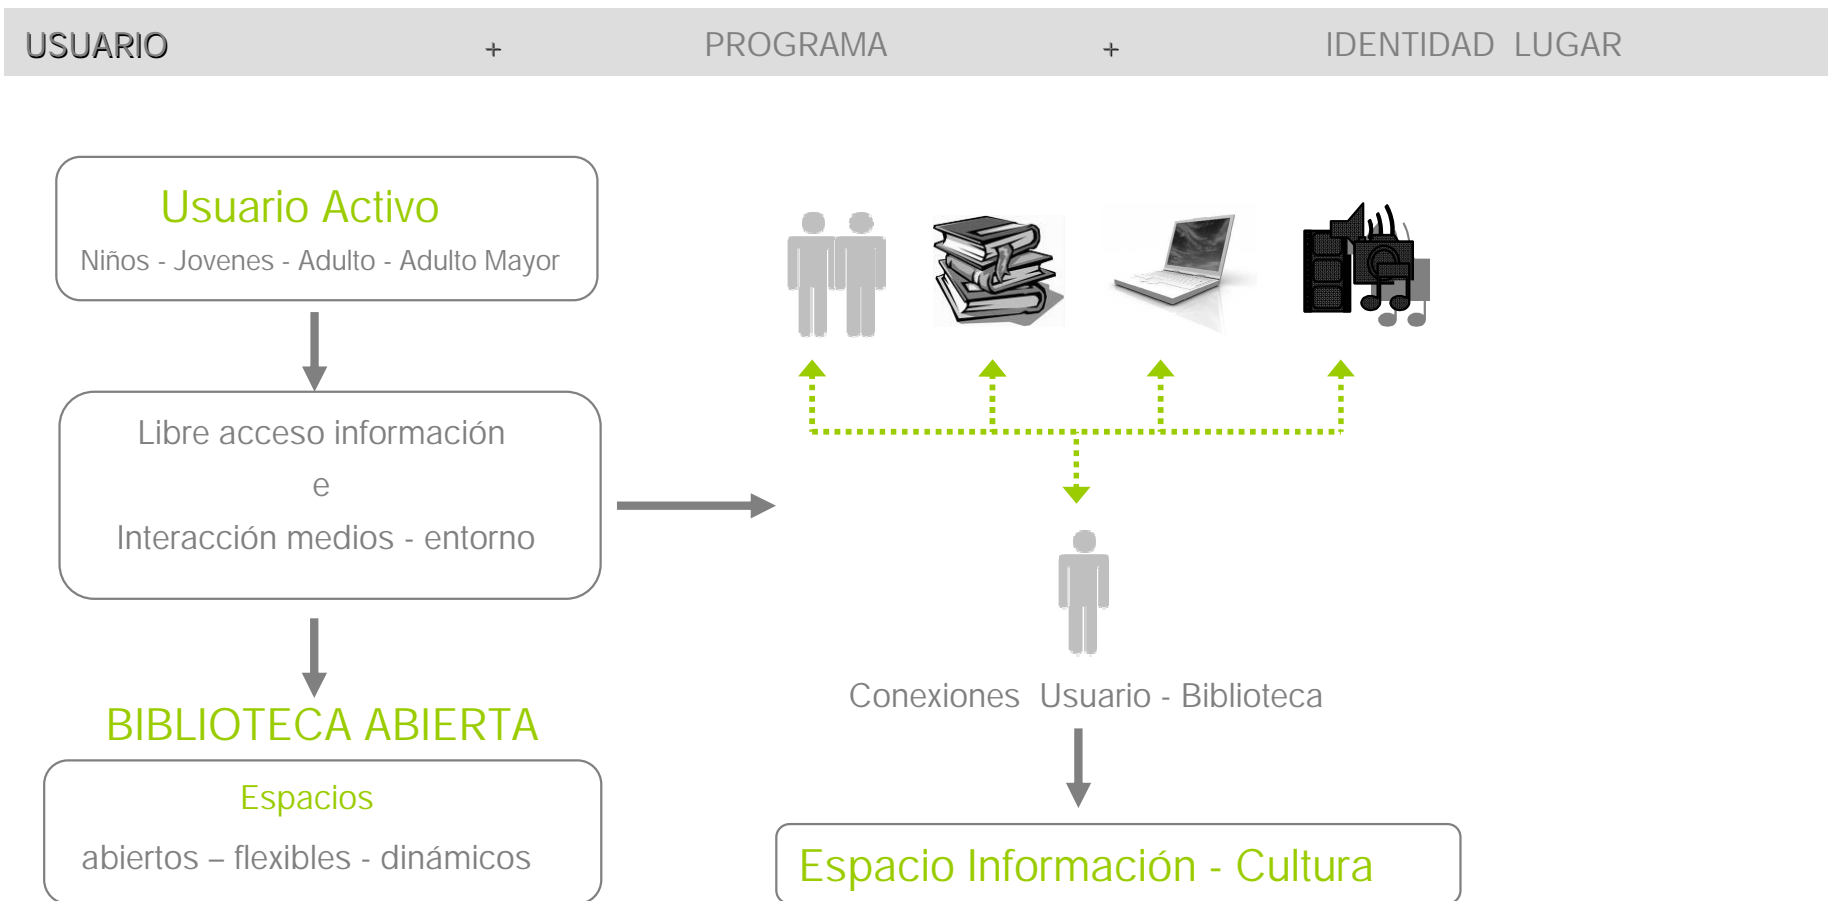 USUARIO + PROGRAMA + IDENTIDAD LUGAR
Usuario Activo
Niños - Jovenes - Adulto - Adulto Mayor
Libre acceso información
e
Interacción medios - entorno
BIBLIOTECA ABIERTA
Espacios
abiertos – flexibles - dinámicos
Conexiones Usuario - Biblioteca
Espacio Información - Cultura